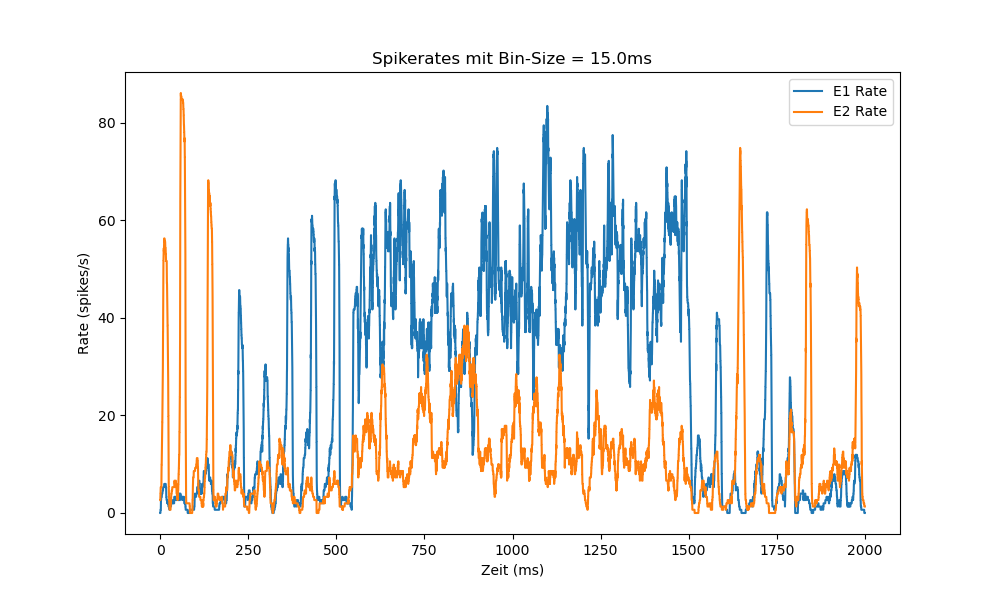 Spikerates mit Bin-Size = 15.0ms
E1 Rate
E2 Rate
Rate (spikes/s)
80
60
40
20
0
0 250 500 750 1000 1250 1500 1750 2000
Zeit (ms)